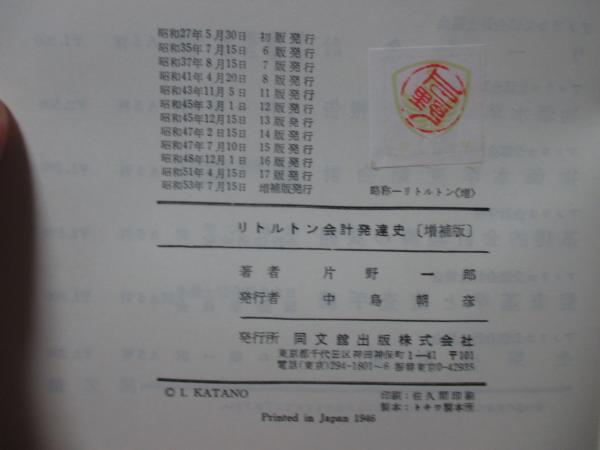 昭和27年5月30日 初版発行
昭和35年7月15日 6版発行
昭和37年8月15日 7版発行
昭和41年4月20日 8版発行
昭和43年11月5日 11版発行
昭和45年3月1日 12版発行
昭和45年12月15日 13版発行
昭和47年2月15日 14版発行
昭和47年7月10日 15版発行
昭和48年12月1日 16版発行
昭和51年4月15日 17版発行
昭和53年7月15日 増補版発行
略称―リトルトン《増》
リトルトン会計発達史〔増補版〕
著者 片野一郎
発行者 中島朝彦
発行所 同文舘出版株式会社
東京都千代田区神田神保町1―41 〒101
電話(東京)294-1801~6 振替東京0-42935
© I. KATANO
印刷:佐久間印刷
製本:トキワ製本所
Printed in Japan 1946